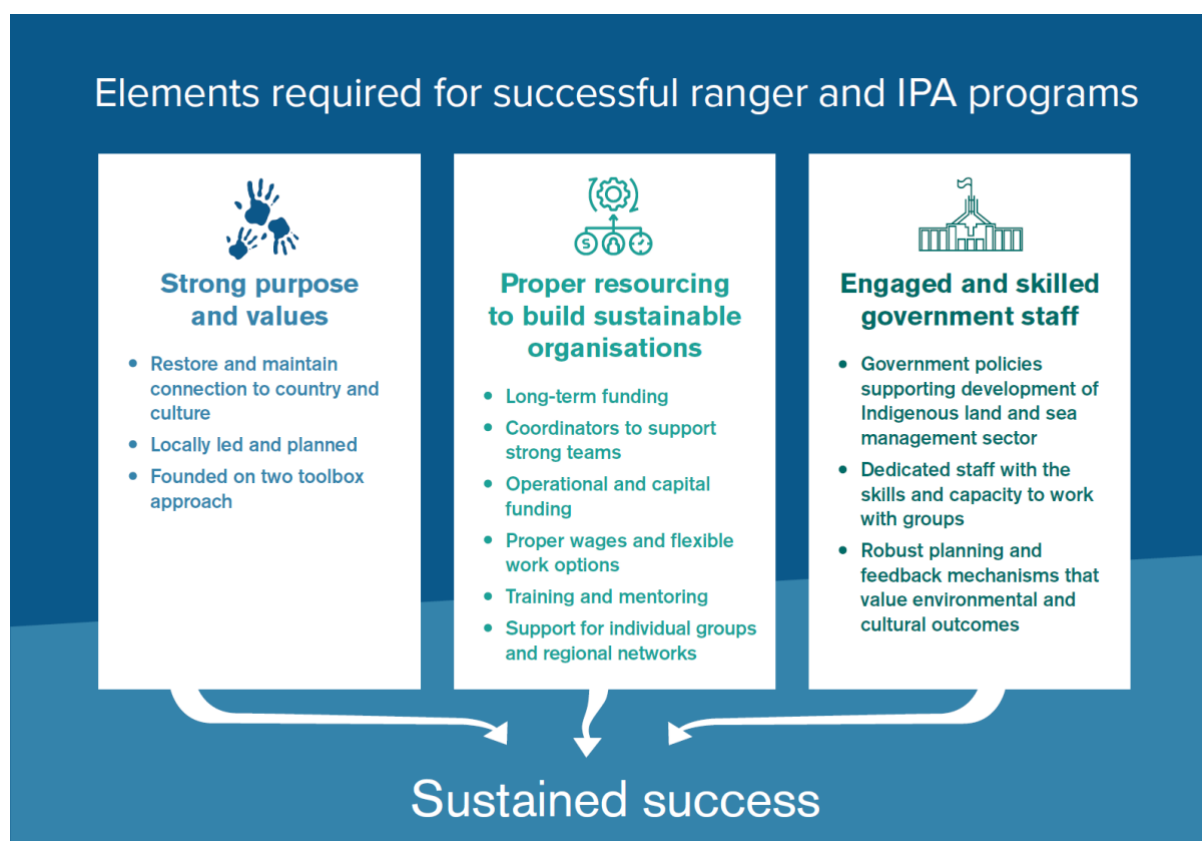 Elements required for successful ranger and IPA programs
Strong purpose
and values
• Restore and maintain
connection to country and
culture
• Locally led and planned
• Founded on two toolbox
approach
S
Proper resourcing
to build sustainable
organisations
• Long-term funding
• Coordinators to support
strong teams
• Operational and capital
funding
• Proper wages and flexible
work options
• Training and mentoring
• Support for individual groups
and regional networks
Engaged and skilled
government staff
• Government policies
supporting development of
Indigenous land and sea
management sector
• Dedicated staff with the
skills and capacity to work
with groups
• Robust planning and
feedback mechanisms that
value environmental and
cultural outcomes
Sustained success